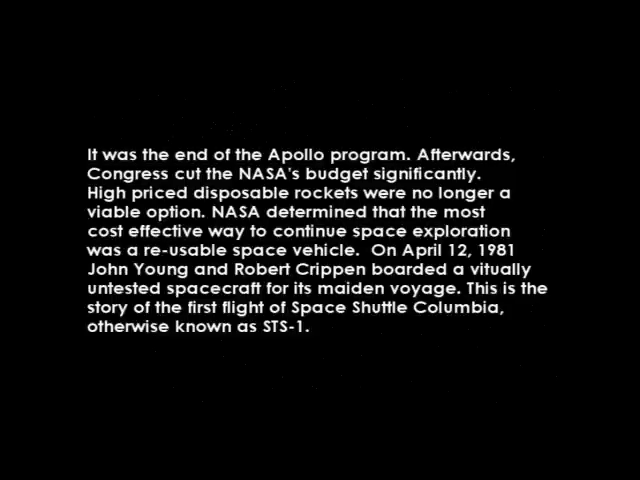 It was the end of the Apollo program. Afterwards,
Congress cut the NASA's budget significantly.
High priced disposable rockets were no longer a
viable option. NASA determined that the most
cost effective way to continue space exploration
was a re-usable space vehicle.  On April 12, 1981
John Young and Robert Crippen boarded a vitually
untested spacecraft for its maiden voyage. This is the
story of the first flight of Space Shuttle Columbia,
otherwise known as STS-1.